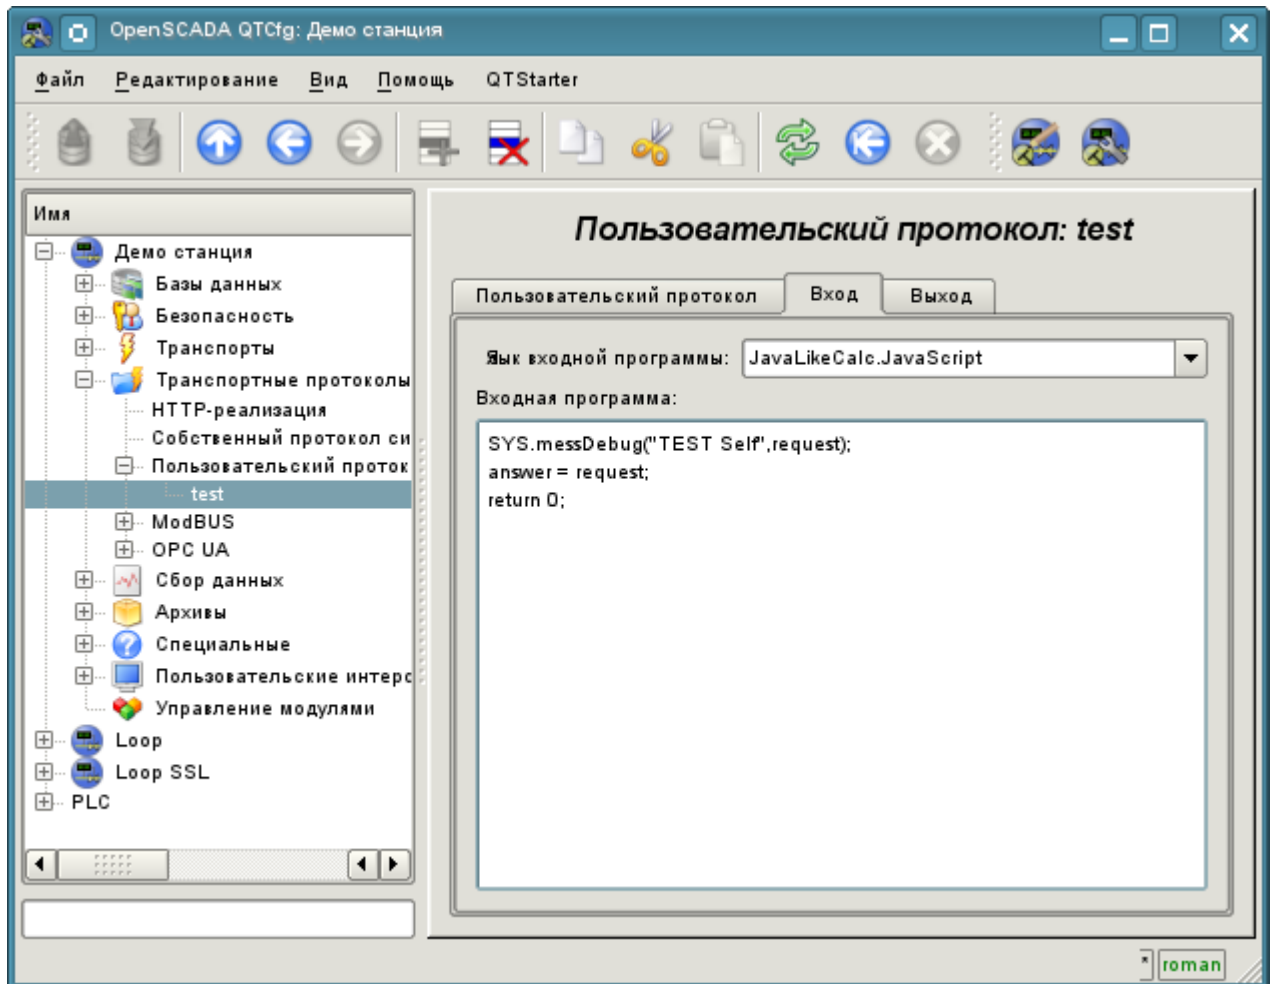 OpenSCADA QTCfg: Демо станция
Файл Редактирование Вид Помощь QTStarter
Имя
Демо станция
Базы данных
Безопасность
Транспорты
Транспортные протоколы
HTTP-реализация
Собственный протокол си
Пользовательский проток
test
ModBUS
OPC UA
Сбор данных
Архивы
Специальные
Пользовательские интерс
Управление модулями
Loop
Loop SSL
PLC
Пользовательский протокол: test
Пользовательский протокол Вход Выход
Язык входной программы: JavaLikeCalc.JavaScript
Входная программа:
SYS.messDebug("TEST Self",request);
answer = request;
return 0;
* roman